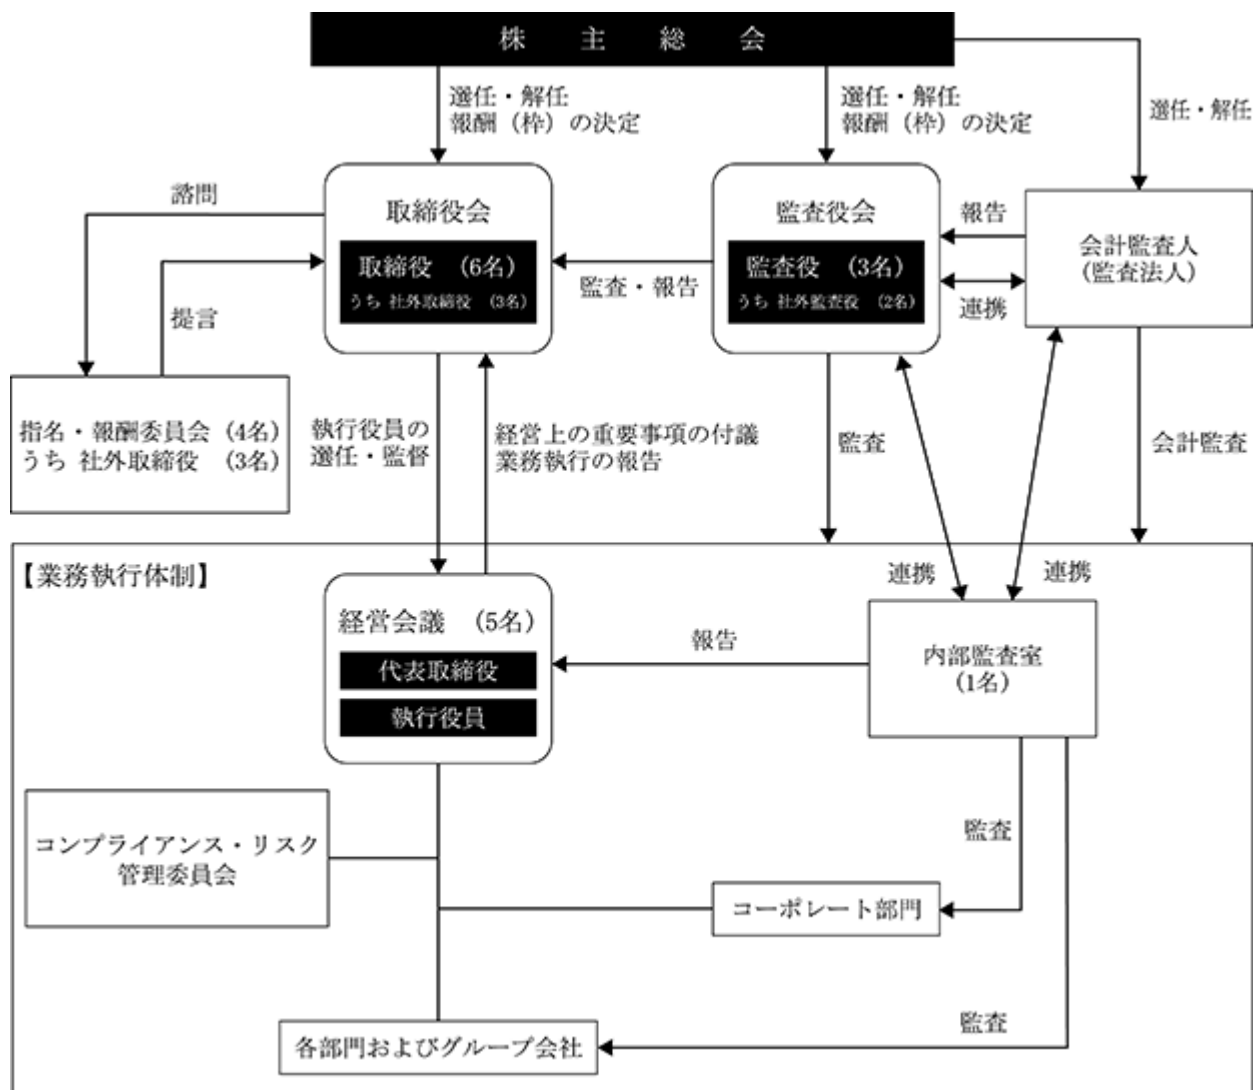 株主総会
選任・解任
報酬（枠）の決定
選任・解任
報酬（枠）の決定
選任・解任
諮問
取締役会
取締役 （6名）
うち 社外取締役 （3名）
監査・報告
監査役会
監査役 （3名）
うち 社外監査役 （2名）
報告
連携
会計監査人
（監査法人）
提言
指名・報酬委員会（4名）
うち 社外取締役 （3名）
執行役員の
選任・監督
経営上の重要事項の付議
業務執行の報告
監査
会計監査
【業務執行体制】
連携
連携
経営会議 （5名）
代表取締役
執行役員
報告
内部監査室
（1名）
コンプライアンス・リスク
管理委員会
監査
コーポレート部門
監査
各部門およびグループ会社